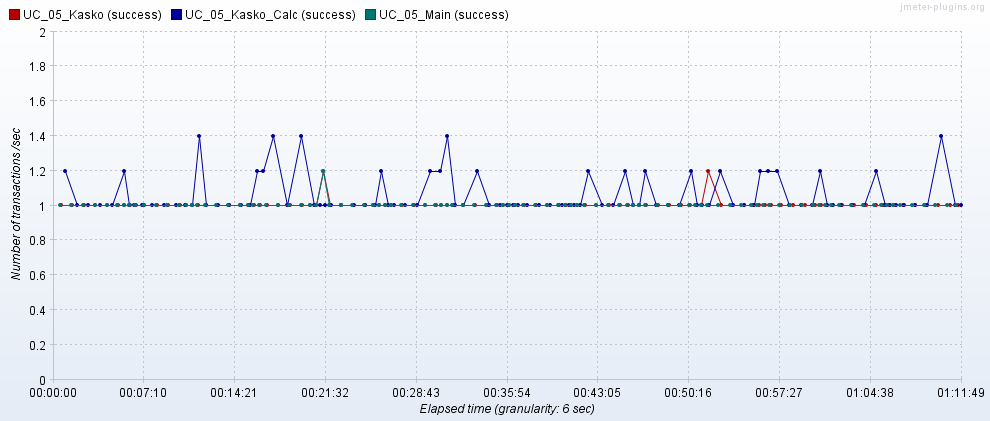 UC_05_Kasko (success) UC_05_Kasko_Calc (success) UC_05_Main (success)
jmeter-plugins.org
2
1.8
1.6
1.4
1.2
1
0.8
0.6
0.4
0.2
0
Number of transactions /sec
00:00:00 00:07:10 00:14:21 00:21:32 00:28:43 00:35:54 00:43:05 00:50:16 00:57:27 01:04:38 01:11:49
Elapsed time (granularity: 6 sec)